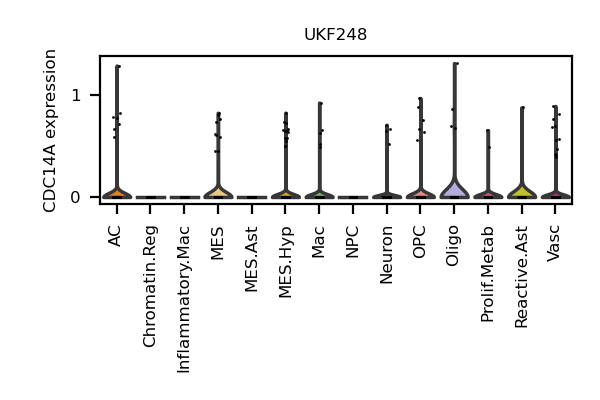 UKF248
CDC14A expression
1
0
AC
Chromatin.Reg
Inflammatory.Mac
MES
MES.Ast
MES.Hyp
Mac
NPC
Neuron
OPC
Oligo
Prolif.Metab
Reactive.Ast
Vasc